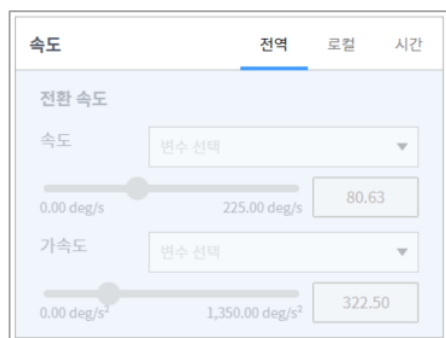 속도 전역 로컬 시간
전환 속도
속도 변수 선택
0.00 deg/s 225.00 deg/s 80.63
가속도 변수 선택
0.00 deg/s² 1,350.00 deg/s² 322.50